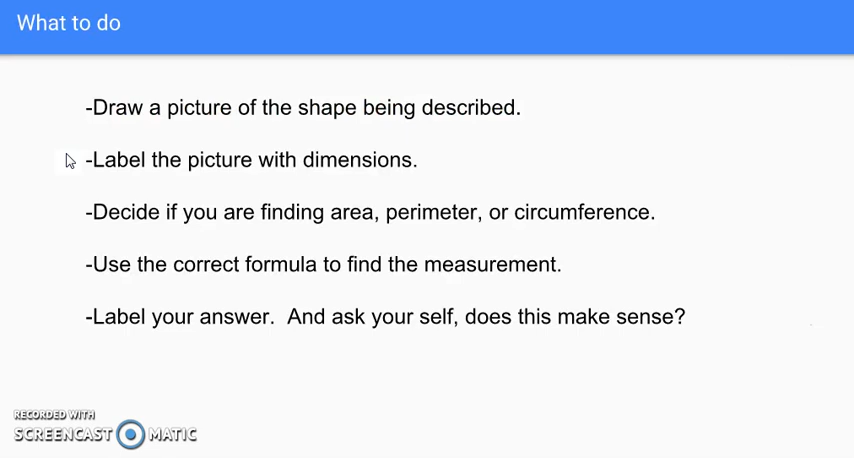 What to do
-Draw a picture of the shape being described.
-Label the picture with dimensions.
-Decide if you are finding area, perimeter, or circumference.
-Use the correct formula to find the measurement.
-Label your answer.  And ask your self, does this make sense?
RECORDED WITH
SCREENCAST MATIC